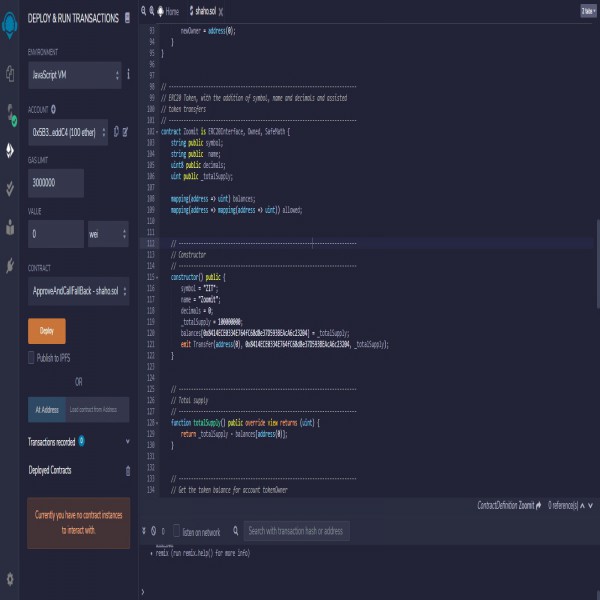 DEPLOY & RUN TRANSACTIONS
ENVIRONMENT
JavaScript VM
i
ACCOUNT
0x5B3...eddC4 (100 ether)
GAS LIMIT
3000000
VALUE
0
wei
CONTRACT
ApproveAndCallFallBack - shaho.sol
Deploy
Publish to IPFS
OR
At Address
Load contract from Address
Transactions recorded 0
Deployed Contracts
Currently you have no contract instances
to interact with.
Home
shaho.sol
93 newOwner = address(0);
94 }
95 }
96
97
98 // ----------------------------------------------------------------------------
99 // ERC20 Token, with the addition of symbol, name and decimals and assisted
100 // token transfers
101 // ----------------------------------------------------------------------------
102 contract Zoomit is ERC20Interface, Owned, SafeMath {
103 string public symbol;
104 string public name;
105 uint8 public decimals;
106 uint public _totalSupply;
107
108 mapping(address => uint) balances;
109 mapping(address => mapping(address => uint)) allowed;
110
111
112 // ------------------------------------------------------------------------
113 // Constructor
114 // ------------------------------------------------------------------------
115 constructor() public {
116 symbol = "ZIT";
117 name = "Zoomit";
118 decimals = 0;
119 _totalSupply = 100000000;
120 balances[] = _totalSupply;
121 emit Transfer(address(0), , _totalSupply);
122 }
123
124
125 // ------------------------------------------------------------------------
126 // Total supply
127 // ------------------------------------------------------------------------
128 function totalSupply() public override view returns (uint) {
129 return _totalSupply - balances[address(0)];
130 }
131
132
133 // ------------------------------------------------------------------------
134 // Get the token balance for account tokenOwner
ContractDefinition Zoomit 0 reference(s)
0
listen on network
Search with transaction hash or address
remix (run remix.help() for more info)
>